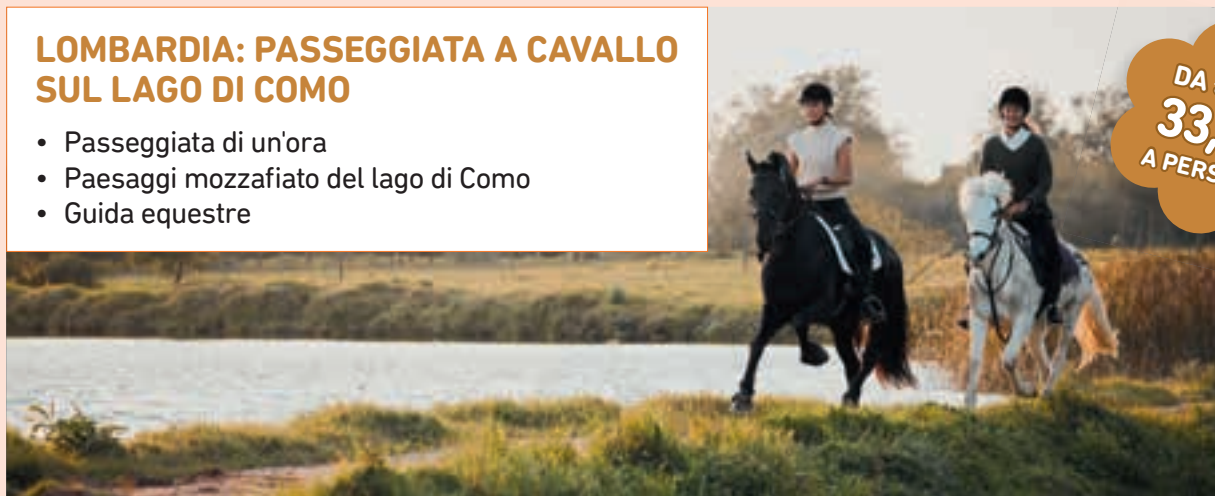 LOMBARDIA: PASSEGGIATA A CAVALLO
SUL LAGO DI COMO
• Passeggiata di un'ora
• Paesaggi mozzafiato del lago di Como
• Guida equestre
DA
33,
A